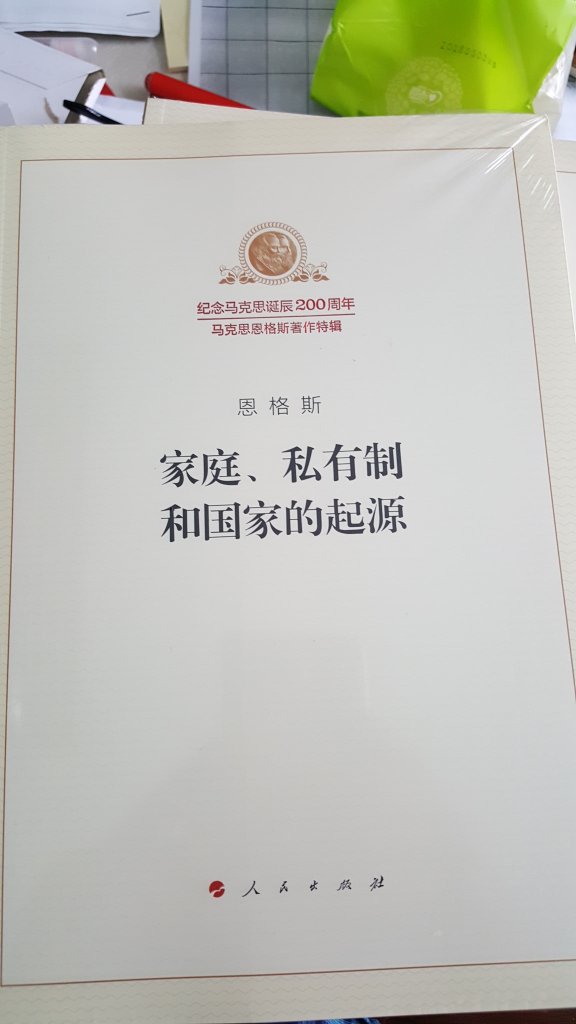 纪念马克思诞辰200周年
马克思恩格斯著作特辑
恩格斯
家庭、私有制
和国家的起源
人民出版社